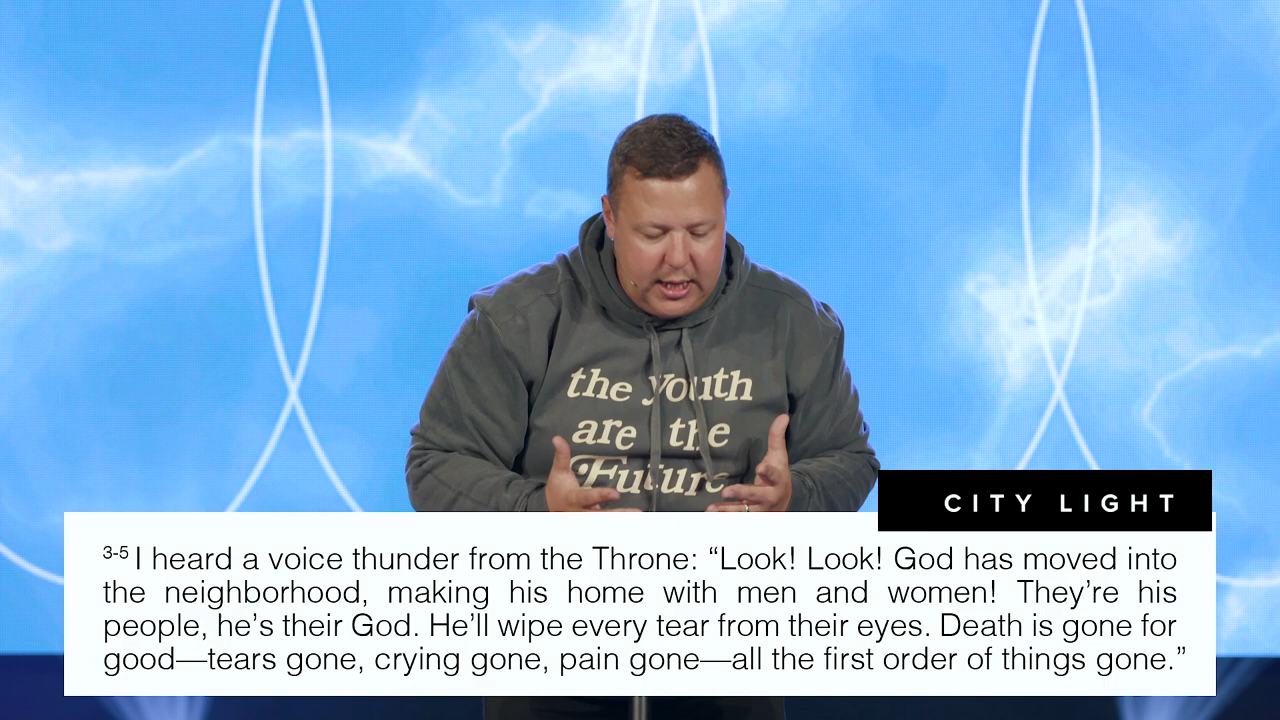 the youth
are the
Future
CITY LIGHT
3-5 I heard a voice thunder from the Throne: “Look! Look! God has moved into
the neighborhood, making his home with men and women! They’re his
people, he’s their God. He’ll wipe every tear from their eyes. Death is gone for
good—tears gone, crying gone, pain gone—all the first order of things gone.”